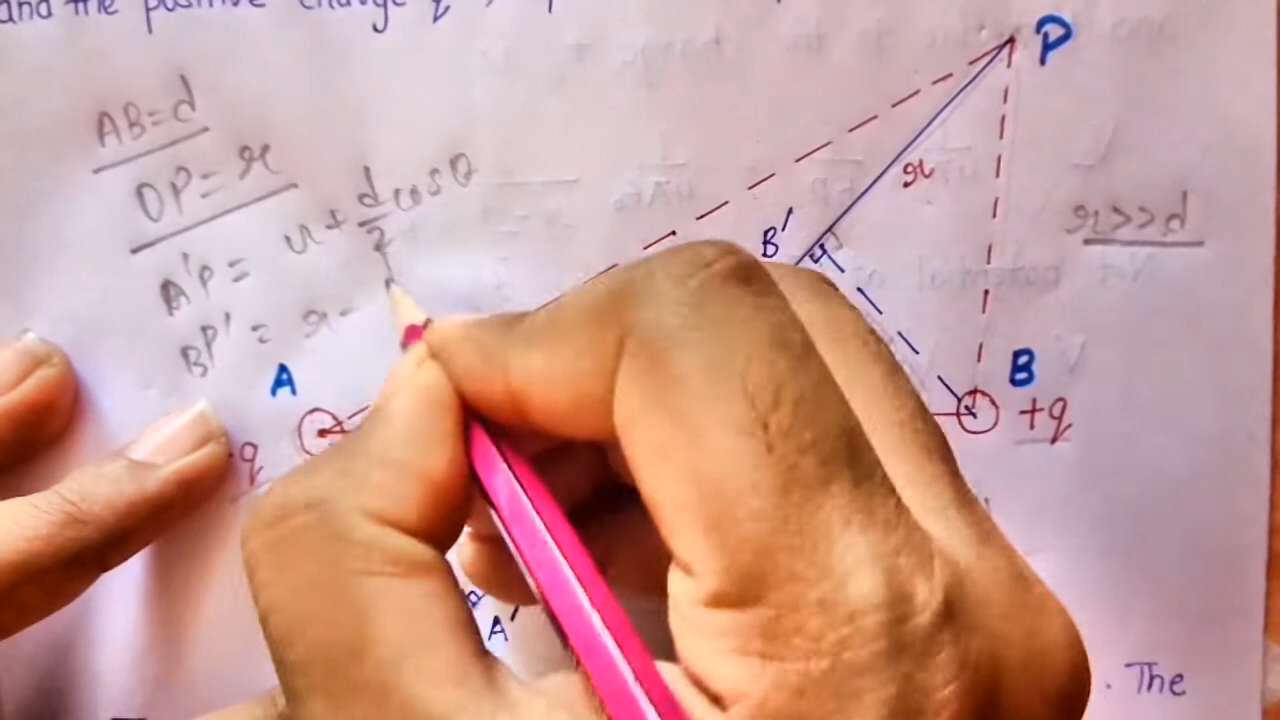 and the positive charge q
AB=d
OP=r
A'P= r+ d/2 cosθ
BP' = r-
P
r
r>>d
B'
A
B
+q
-q
A'
. The